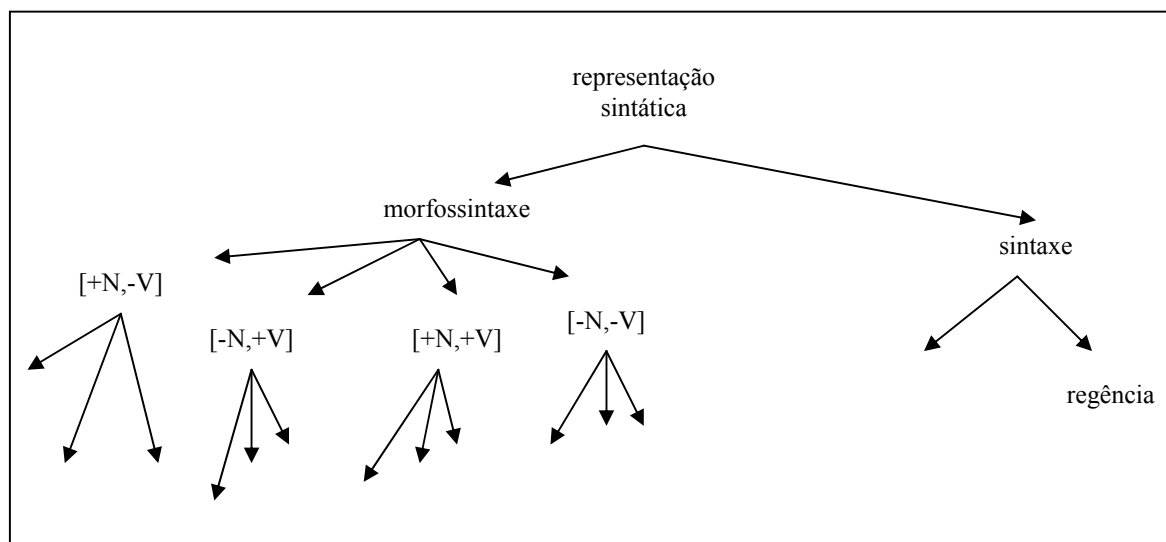 representação
sintática
morfossintaxe
sintaxe
[+N,-V]
[-N,+V]
[+N,+V]
[-N,-V]
regência